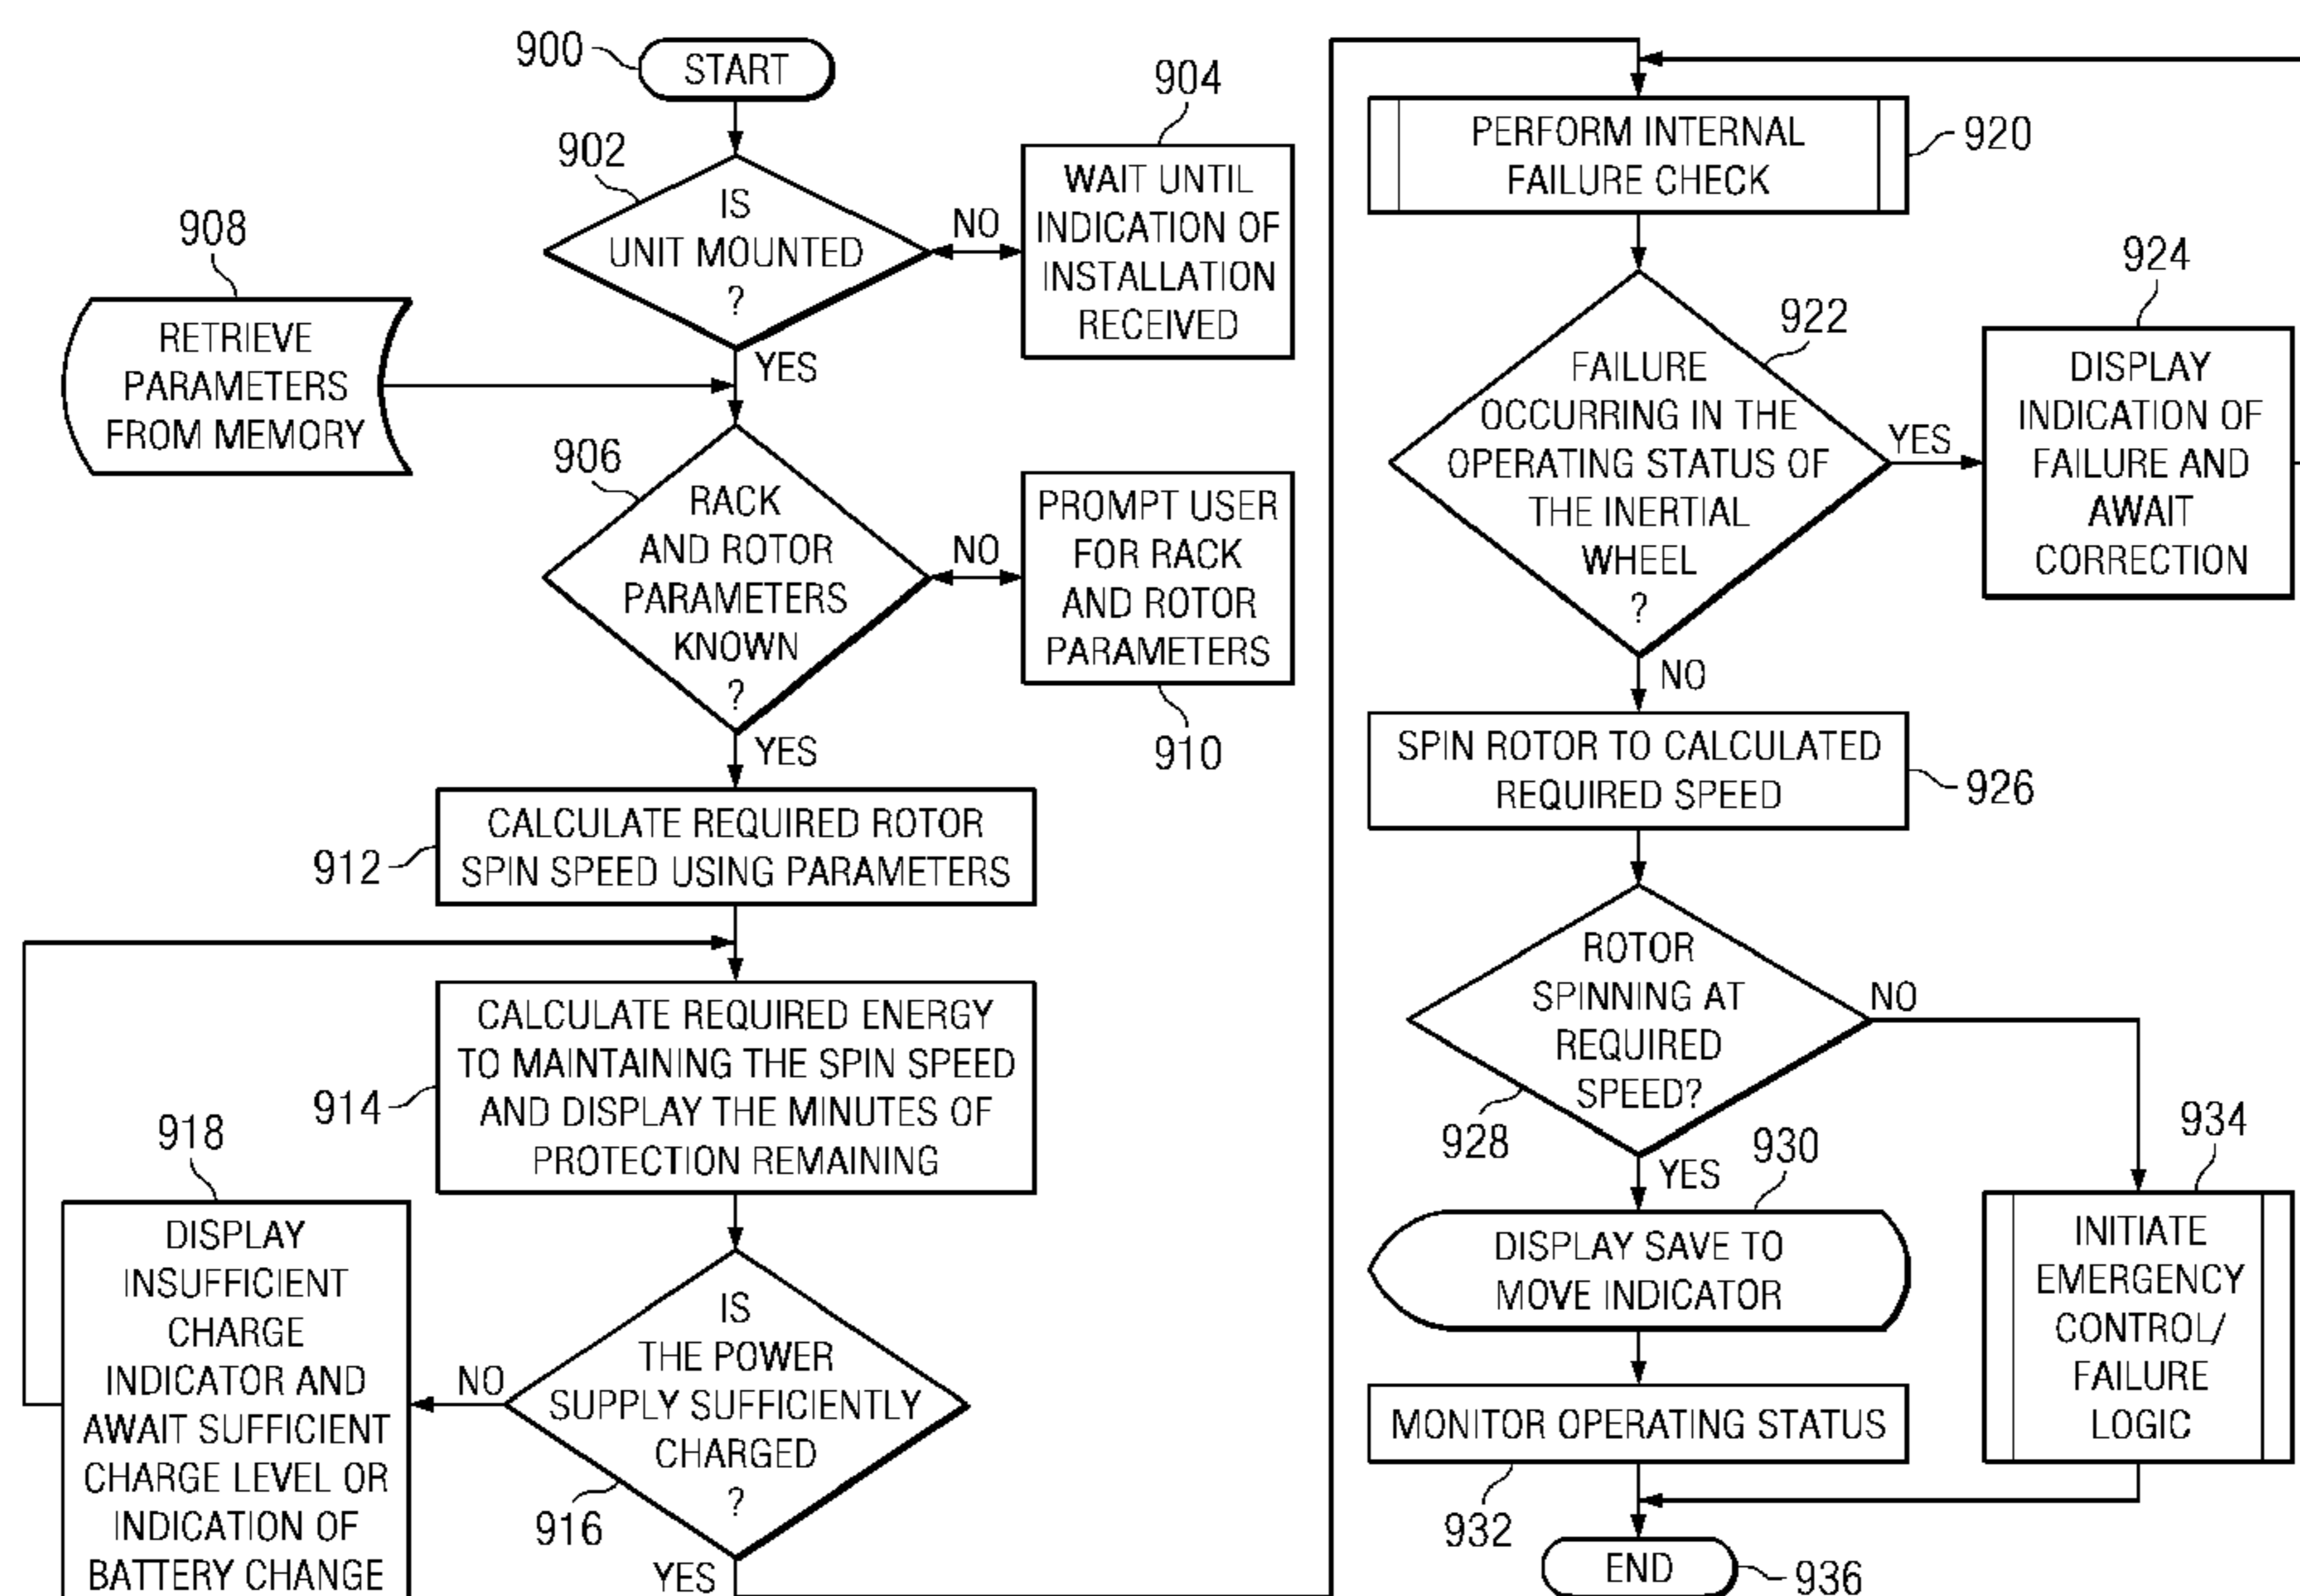 900
START
902
IS
UNIT MOUNTED
?
NO
904
WAIT UNTIL
INDICATION OF
INSTALLATION
RECEIVED
YES
908
RETRIEVE
PARAMETERS
FROM MEMORY
906
RACK
AND ROTOR
PARAMETERS
KNOWN
?
NO
PROMPT USER
FOR RACK
AND ROTOR
PARAMETERS
910
YES
912
CALCULATE REQUIRED ROTOR
SPIN SPEED USING PARAMETERS
914
CALCULATE REQUIRED ENERGY
TO MAINTAINING THE SPIN SPEED
AND DISPLAY THE MINUTES OF
PROTECTION REMAINING
916
IS
THE POWER
SUPPLY SUFFICIENTLY
CHARGED
?
NO
918
DISPLAY
INSUFFICIENT
CHARGE
INDICATOR AND
AWAIT SUFFICIENT
CHARGE LEVEL OR
INDICATION OF
BATTERY CHANGE
YES
PERFORM INTERNAL
FAILURE CHECK
920
922
FAILURE
OCCURRING IN THE
OPERATING STATUS OF
THE INERTIAL
WHEEL
?
YES
924
DISPLAY
INDICATION OF
FAILURE AND
AWAIT
CORRECTION
NO
SPIN ROTOR TO CALCULATED
REQUIRED SPEED
926
ROTOR
SPINNING AT
REQUIRED
SPEED?
928
NO
YES
930
DISPLAY SAVE TO
MOVE INDICATOR
934
INITIATE
EMERGENCY
CONTROL/
FAILURE
LOGIC
MONITOR OPERATING STATUS
932
END
936